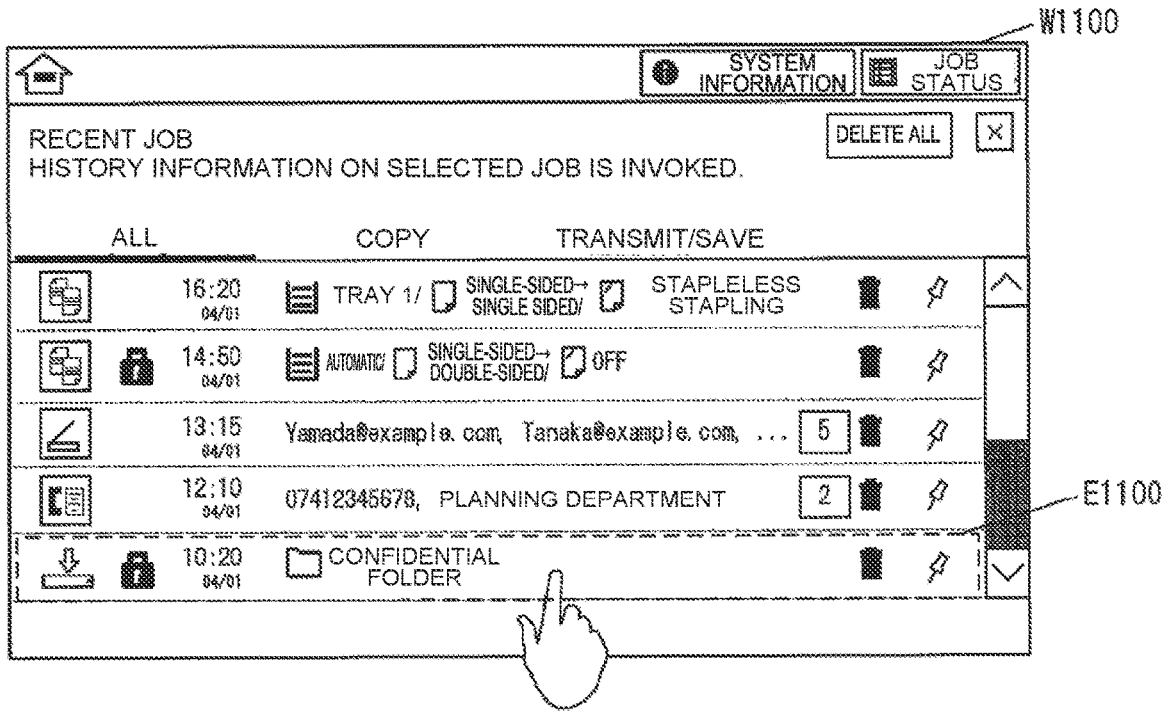 W1100
SYSTEM INFORMATION
JOB STATUS
RECENT JOB
DELETE ALL
HISTORY INFORMATION ON SELECTED JOB IS INVOKED.
ALL COPY TRANSMIT/SAVE
16:20 04/01 TRAY 1/ SINGLE-SIDED→ SINGLE SIDED/ STAPLELESS STAPLING
14:50 04/01 AUTOMATIC/ SINGLE-SIDED→ DOUBLE-SIDED/ OFF
13:15 04/01 Yamada@example.com, Tanaka@example.com, ... 5
12:10 04/01 07412345678, PLANNING DEPARTMENT 2
E1100
10:20 04/01 CONFIDENTIAL FOLDER